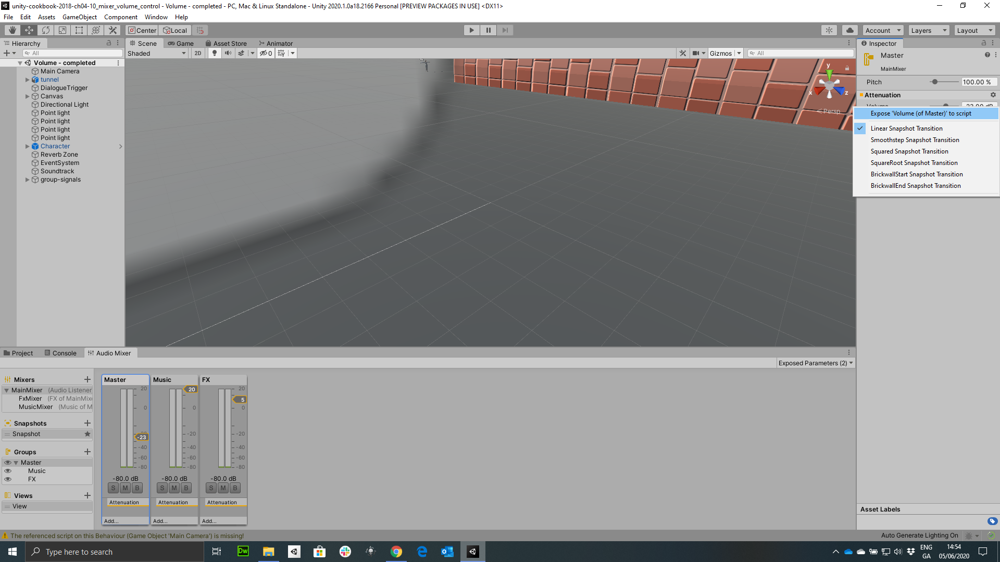 unity-cookbook-2018-ch04-10_mixer_volume_control - Volume - completed - PC, Mac & Linux Standalone - Unity 2020.1.0a18.2166 Personal [PREVIEW PACKAGES IN USE] <DX11>
File Edit Assets GameObject Component Window Help
Center Local Account Layers Layout
Hierarchy
All
Volume - completed
Main Camera
tunnel
DialogueTrigger
Canvas
Directional Light
Point light
Point light
Point light
Point light
Character
Reverb Zone
EventSystem
Soundtrack
group-signals
Scene Game Asset Store Animator
Shaded 2D 0 Gizmos All
y
x z
Persp
Inspector
Master
MainMixer
Pitch 100.00 %
Attenuation
Volume -23.00 dB
Expose 'Volume (of Master)' to script
Linear Snapshot Transition
Smoothstep Snapshot Transition
Squared Snapshot Transition
SquareRoot Snapshot Transition
BrickwallStart Snapshot Transition
BrickwallEnd Snapshot Transition
Asset Labels
Project Console Audio Mixer
Exposed Parameters (2)
Mixers
MainMixer (Audio Listener
FxMixer (FX of MainMix
MusicMixer (Music of M
Snapshots
Snapshot
Groups
Master
Music
FX
Views
View
Master
20
0
-20
-23
-40
-60
-80
-80.0 dB
S M B
Attenuation
Add...
Music
20
0
-20
-40
-60
-80
-80.0 dB
S M B
Attenuation
Add...
FX
20
5
0
-20
-40
-60
-80
-80.0 dB
S M B
Attenuation
Add...
The referenced script on this Behaviour (Game Object 'Main Camera') is missing!
Auto Generate Lighting On
Type here to search
Dw
ENG
GA
14:54
05/06/2020